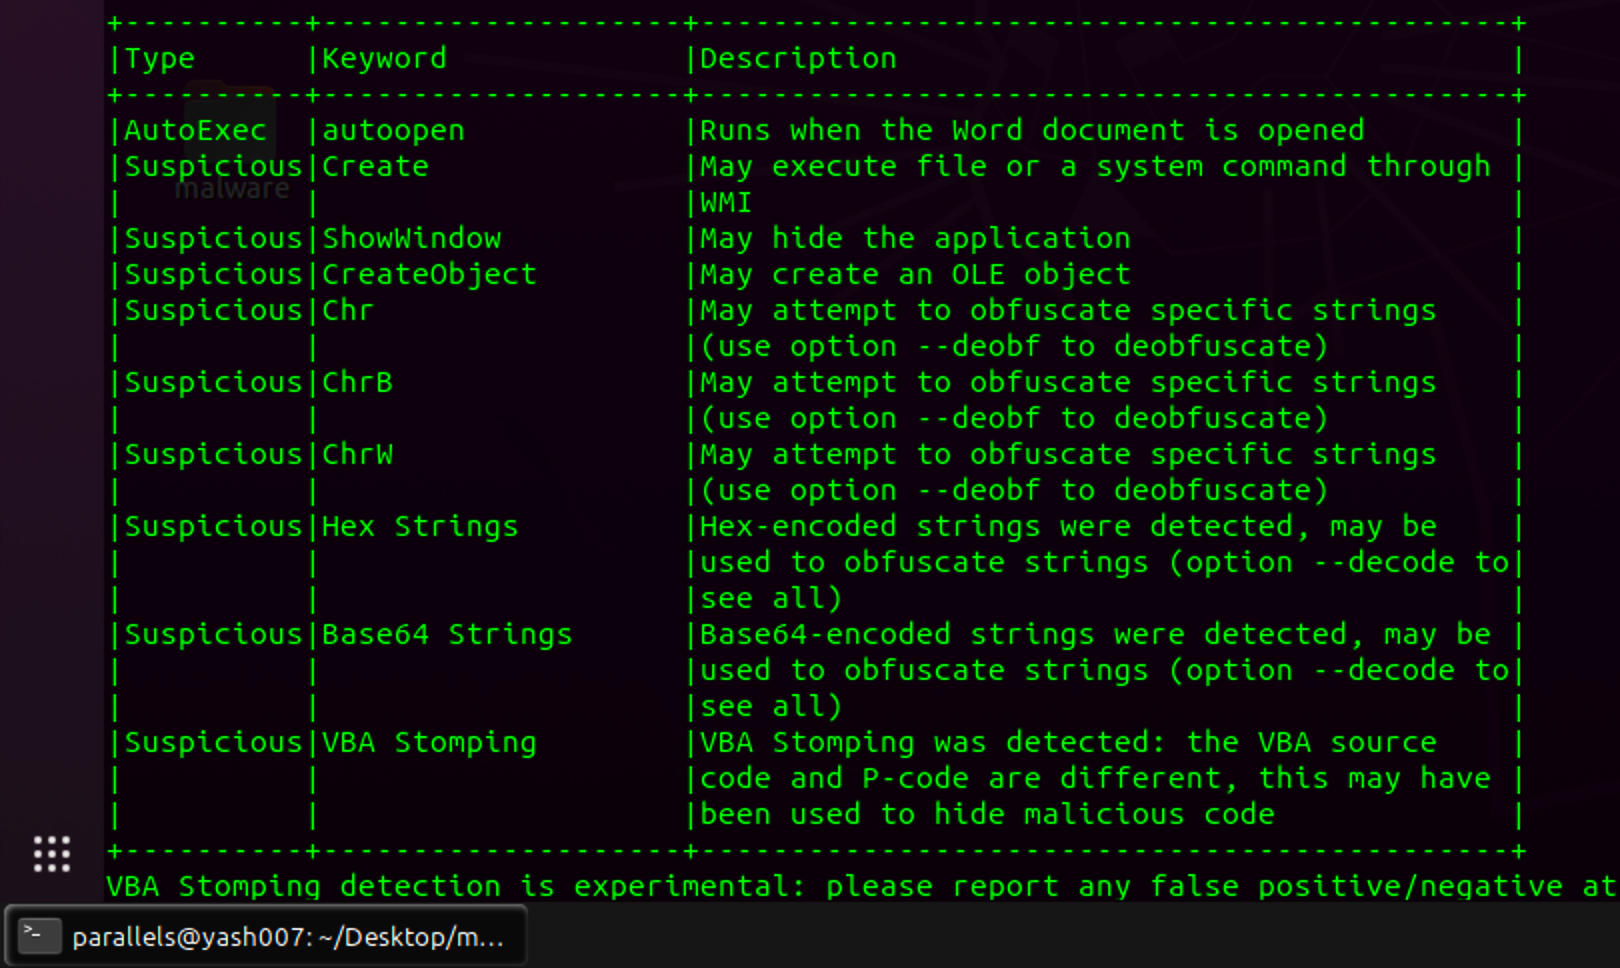 +----------+--------------------+---------------------------------------------+
|Type      |Keyword             |Description                                  |
+----------+--------------------+---------------------------------------------+
|AutoExec  |autoopen            |Runs when the Word document is opened        |
|Suspicious|Create              |May execute file or a system command through |
|          |                    |WMI                                          |
|Suspicious|ShowWindow          |May hide the application                     |
|Suspicious|CreateObject        |May create an OLE object                     |
|Suspicious|Chr                 |May attempt to obfuscate specific strings    |
|          |                    |(use option --deobf to deobfuscate)          |
|Suspicious|ChrB                |May attempt to obfuscate specific strings    |
|          |                    |(use option --deobf to deobfuscate)          |
|Suspicious|ChrW                |May attempt to obfuscate specific strings    |
|          |                    |(use option --deobf to deobfuscate)          |
|Suspicious|Hex Strings         |Hex-encoded strings were detected, may be    |
|          |                    |used to obfuscate strings (option --decode to|
|          |                    |see all)                                     |
|Suspicious|Base64 Strings      |Base64-encoded strings were detected, may be |
|          |                    |used to obfuscate strings (option --decode to|
|          |                    |see all)                                     |
|Suspicious|VBA Stomping        |VBA Stomping was detected: the VBA source    |
|          |                    |code and P-code are different, this may have |
|          |                    |been used to hide malicious code             |
+----------+--------------------+---------------------------------------------+
VBA Stomping detection is experimental: please report any false positive/negative at
malware
parallels@yash007: ~/Desktop/m...